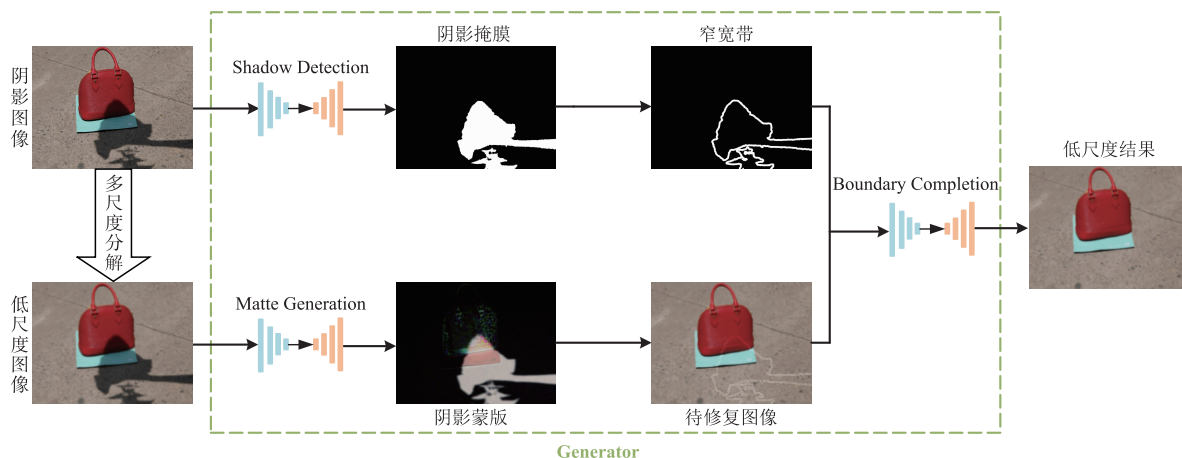 阴影图像
Shadow Detection
阴影掩膜
窄宽带
多尺度分解
Boundary Completion
低尺度结果
低尺度图像
Matte Generation
阴影蒙版
待修复图像
Generator